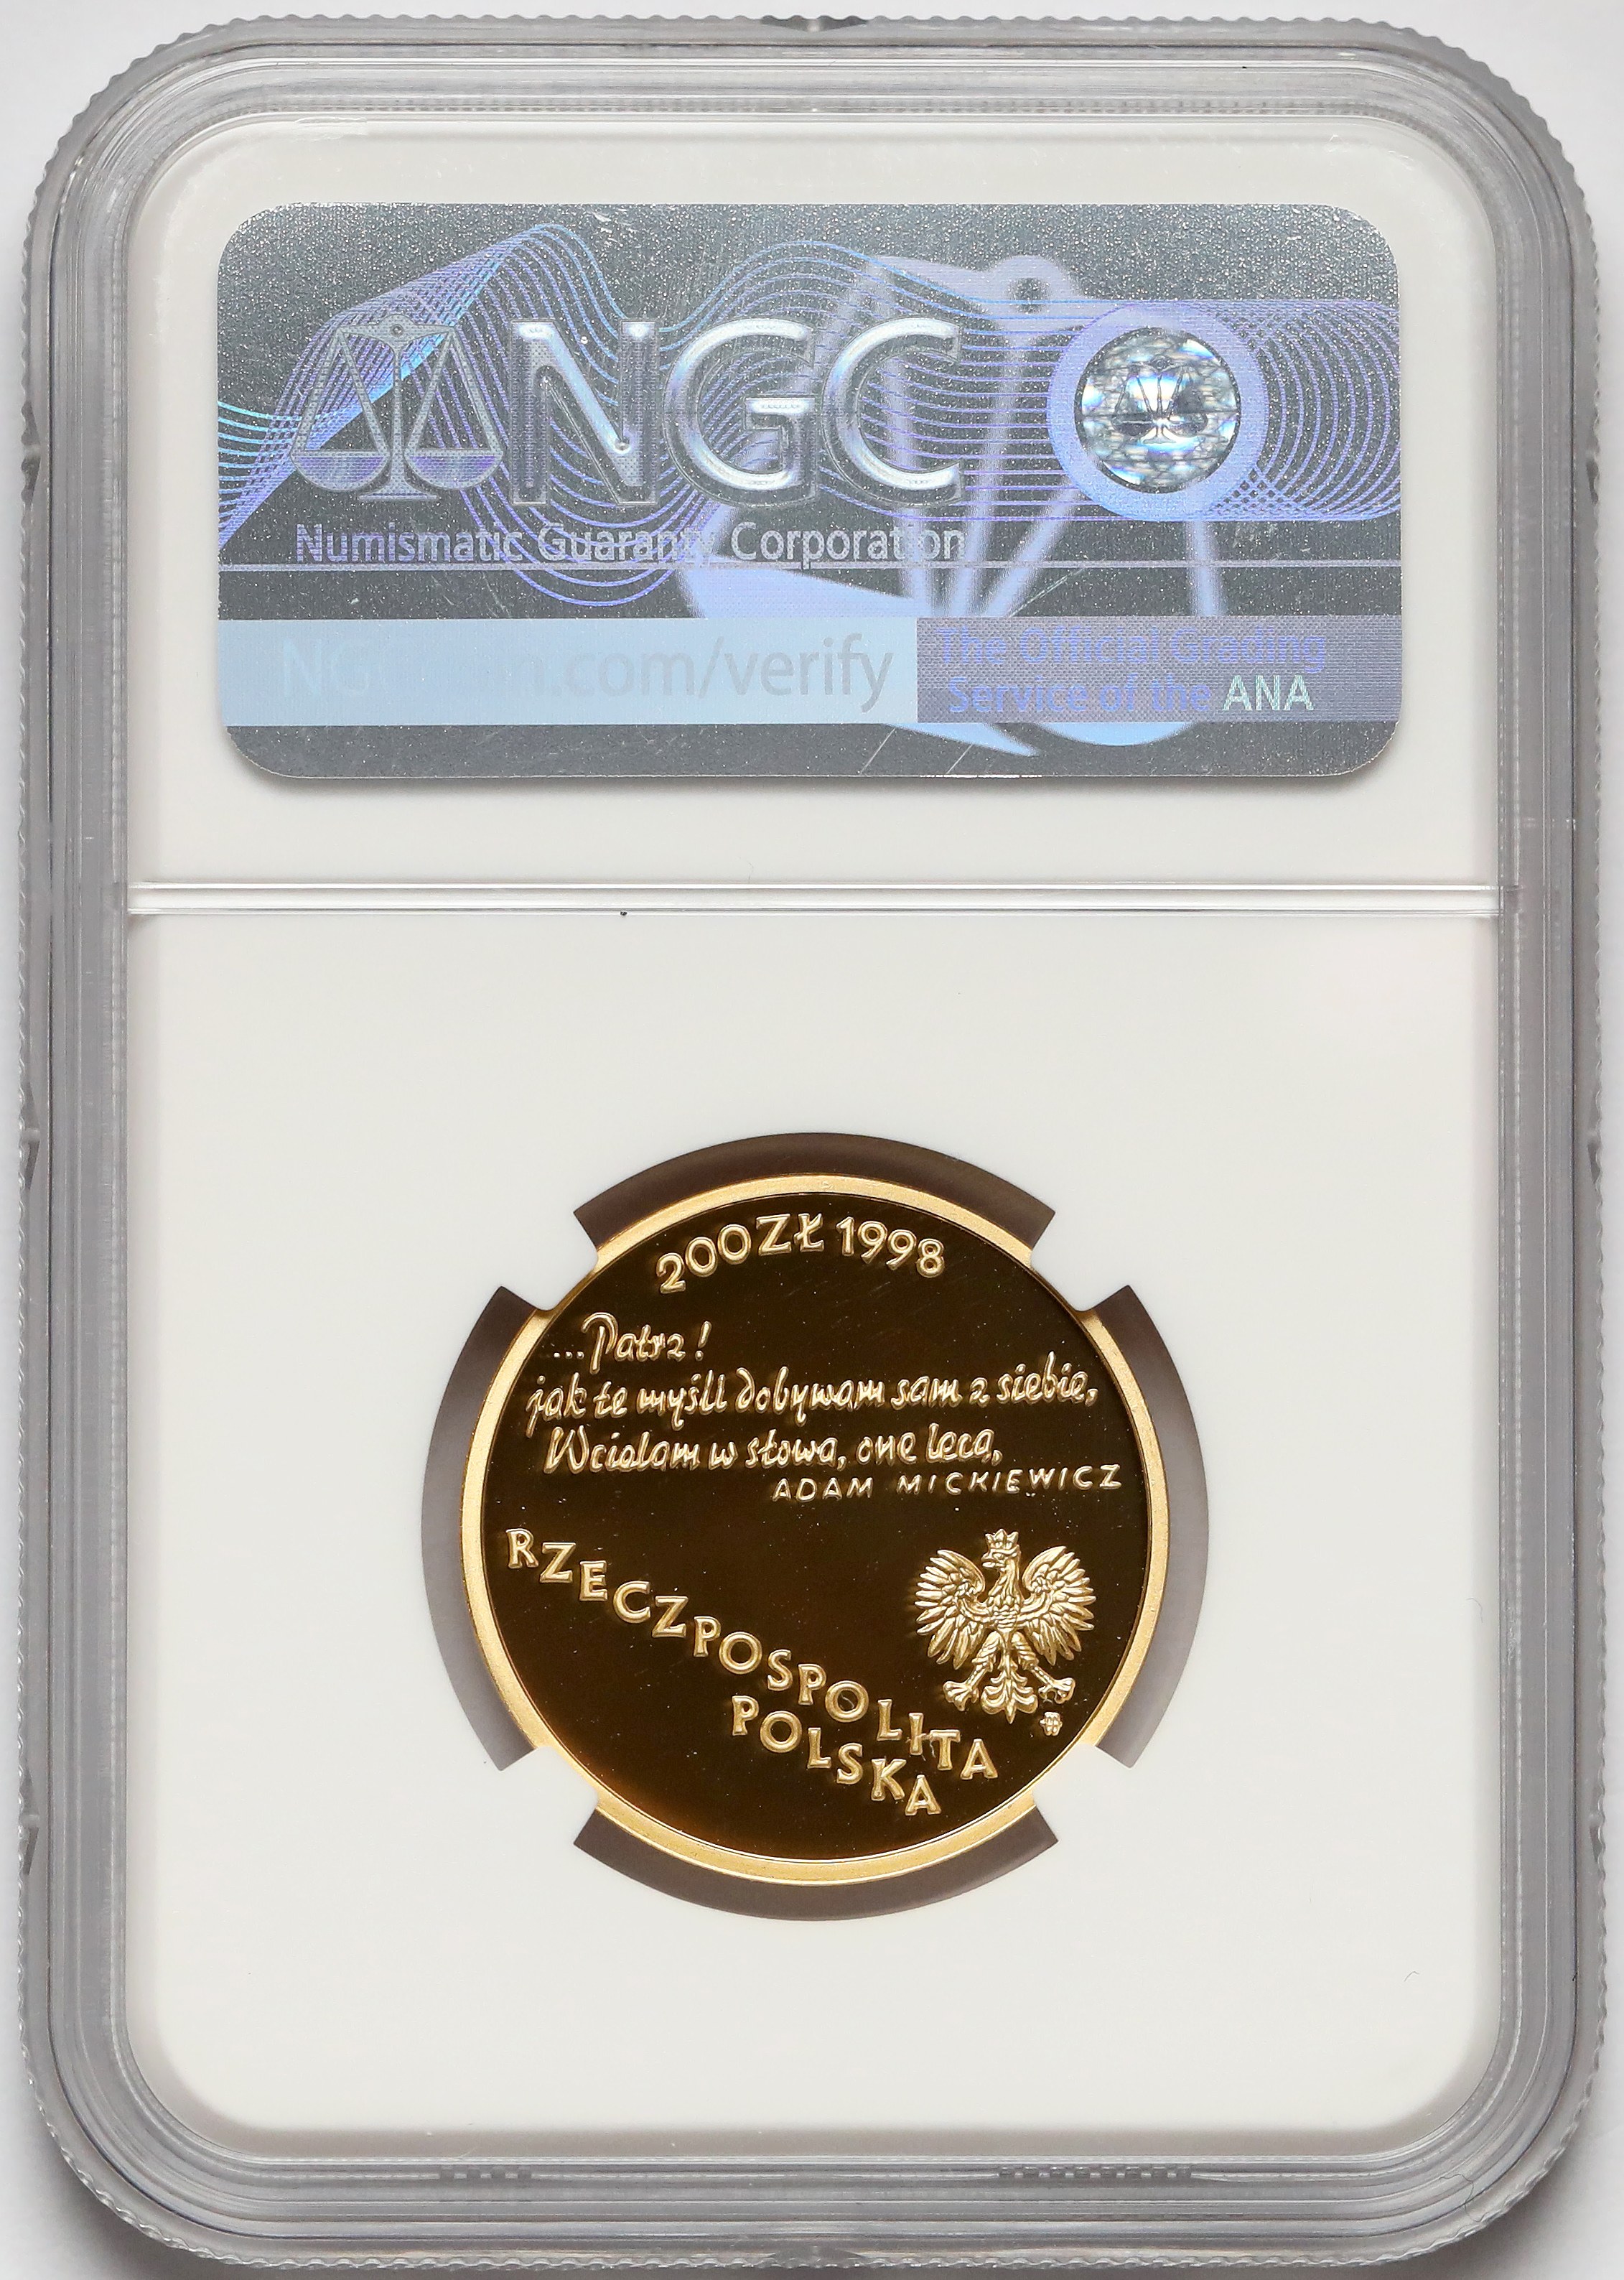 NGC
Numismatic Guaranty Corporation
.com/verify
The Official Grading
Service of the ANA
200 ZŁ 1998
...Patrz!
jak te myśli dobywam sam z siebie,
Wcielam w słowa, one lecą,
ADAM MICKIEWICZ
RZECZPOSPOLITA
POLSKA